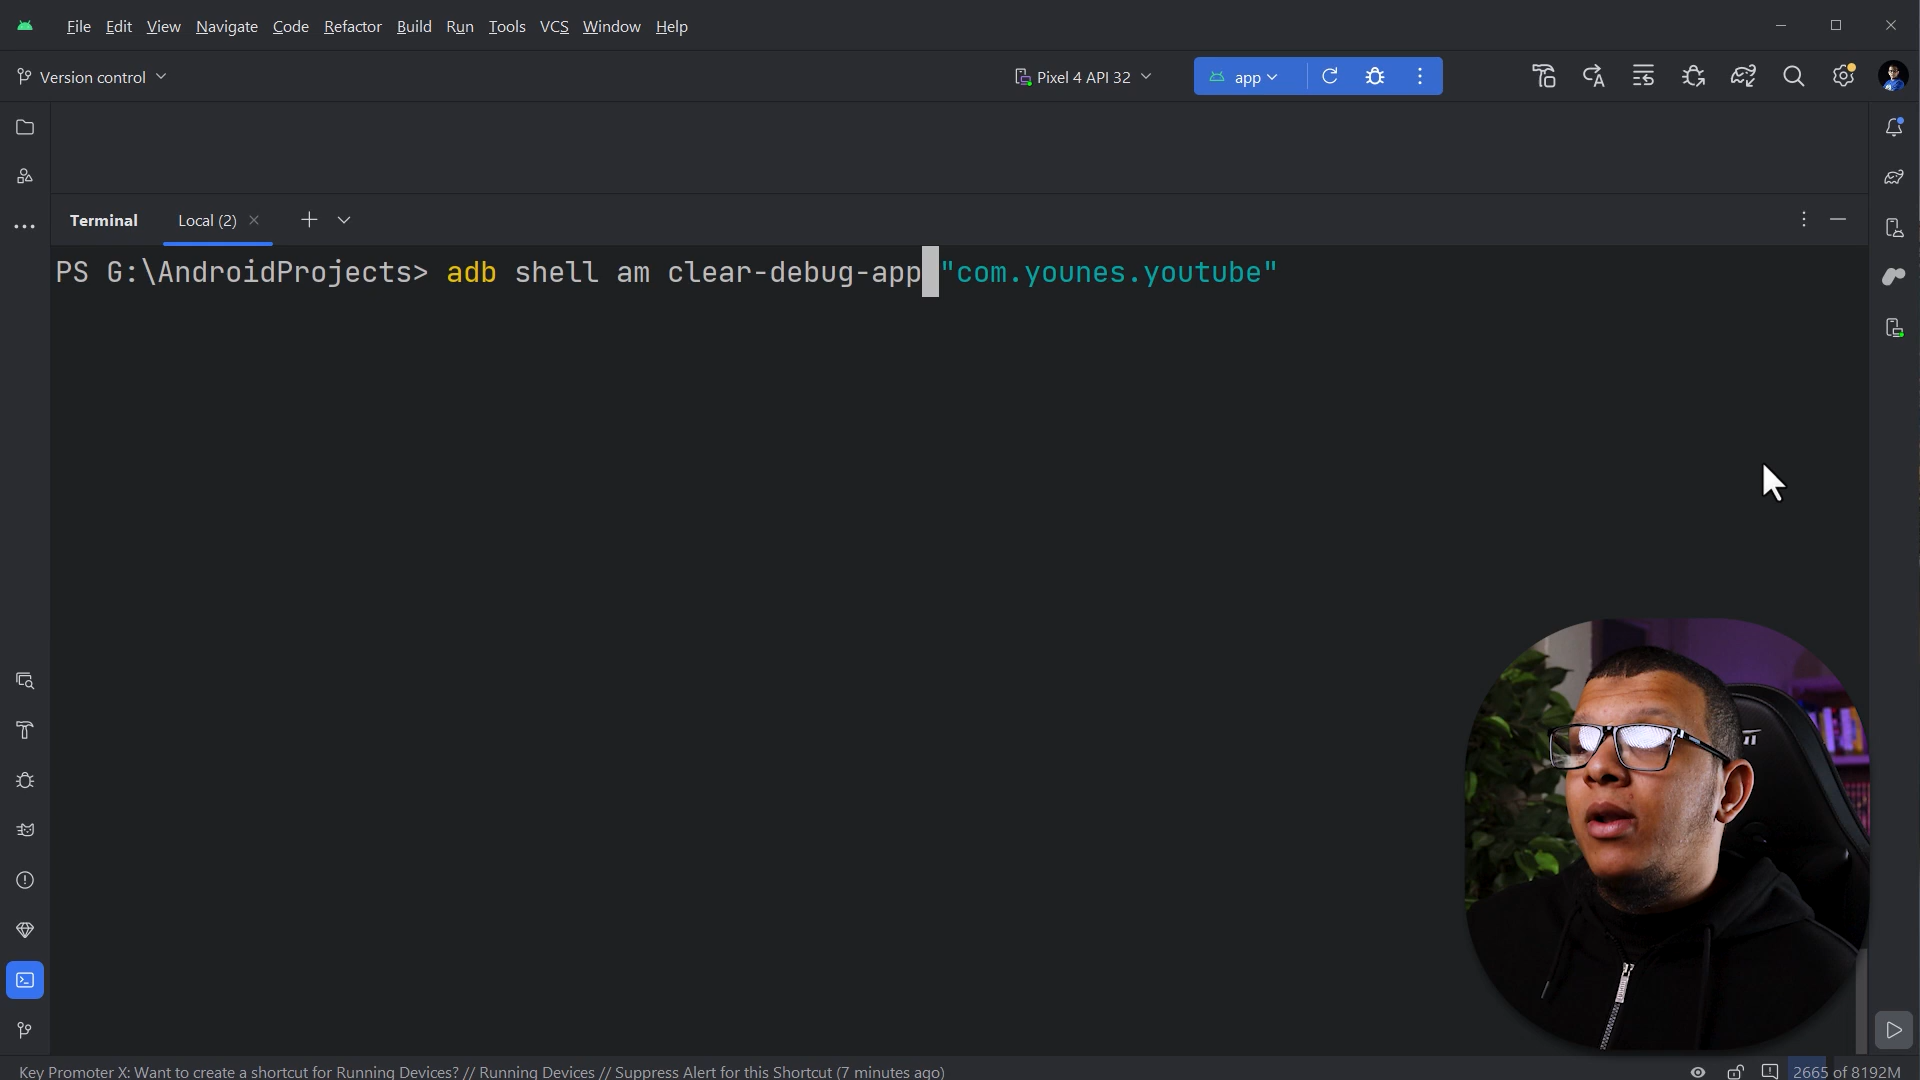 File Edit View Navigate Code Refactor Build Run Tools VCS Window Help
Version control
Pixel 4 API 32
app
Terminal
Local (2)
PS G:\AndroidProjects> adb shell am clear-debug-app "com.younes.youtube"
Key Promoter X: Want to create a shortcut for Running Devices? // Running Devices // Suppress Alert for this Shortcut (7 minutes ago)
2665 of 8192M